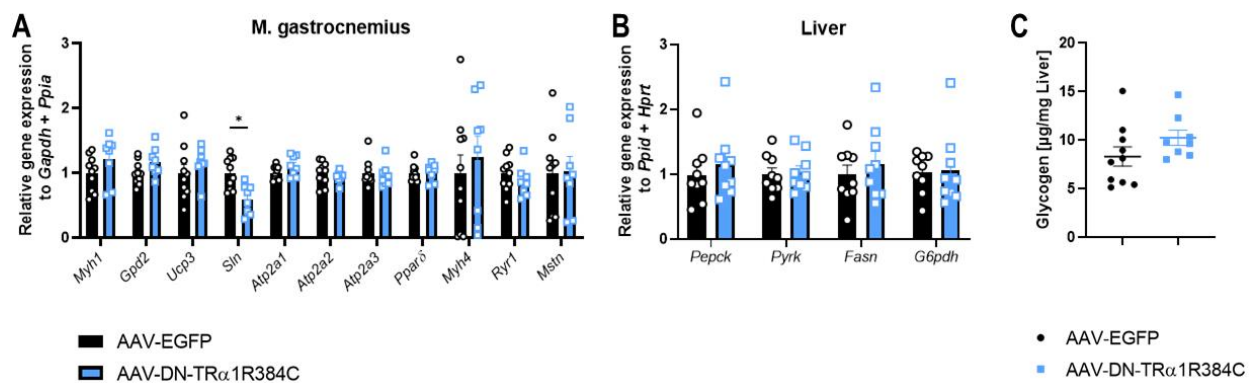 A
M. gastrocnemius
Relative gene expression
to Gapdh + Ppia
3
2
1
0
*
Myh1
Gpd2
Ucp3
Sln
Atp2a1
Atp2a2
Atp2a3
Pparδ
Myh4
Ryr1
Mstn
AAV-EGFP
AAV-DN-TRα1R384C
B
Liver
Relative gene expression
to Ppid + Hprt
3
2
1
0
Pepck
Pyrk
Fasn
G6pdh
C
Glycogen [µg/mg Liver]
20
15
10
5
0
AAV-EGFP
AAV-DN-TRα1R384C